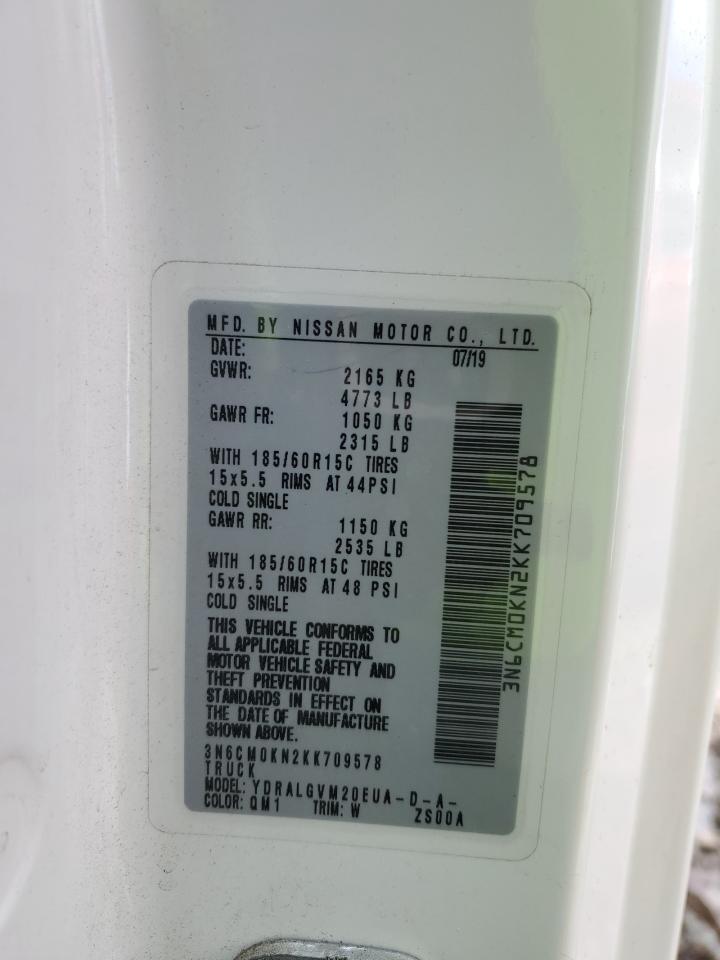 MFD. BY NISSAN MOTOR CO., LTD.
DATE: 07/19
GVWR: 2165 KG
4773 LB
GAWR FR: 1050 KG
2315 LB
WITH 185/60R15C TIRES
15x5.5 RIMS AT 44PSI
COLD SINGLE
GAWR RR: 1150 KG
2535 LB
WITH 185/60R15C TIRES
15x5.5 RIMS AT 48 PSI
COLD SINGLE
THIS VEHICLE CONFORMS TO
ALL APPLICABLE FEDERAL
MOTOR VEHICLE SAFETY AND
THEFT PREVENTION
STANDARDS IN EFFECT ON
THE DATE OF MANUFACTURE
SHOWN ABOVE.
3N6CM0KN2KK709578
TRUCK
MODEL: YDRALGVM20EUA-D-A-
COLOR: QM1 TRIM: W ZS00A
3N6CM0KN2KK709578